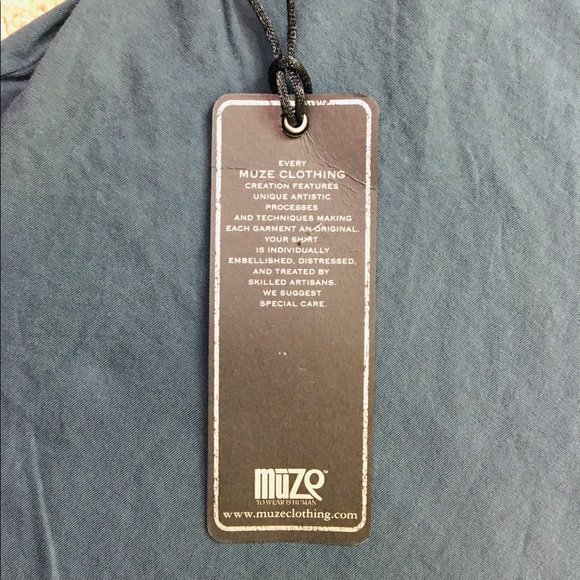 EVERY
MUZE CLOTHING
CREATION FEATURES
UNIQUE ARTISTIC
PROCESSES
AND TECHNIQUES MAKING
EACH GARMENT AN ORIGINAL.
YOUR SHIRT
IS INDIVIDUALLY
EMBELLISHED, DISTRESSED,
AND TREATED BY
SKILLED ARTISANS.
WE SUGGEST
SPECIAL CARE.
mūze™
TO WEAR IS HUMAN
www.muzeclothing.com